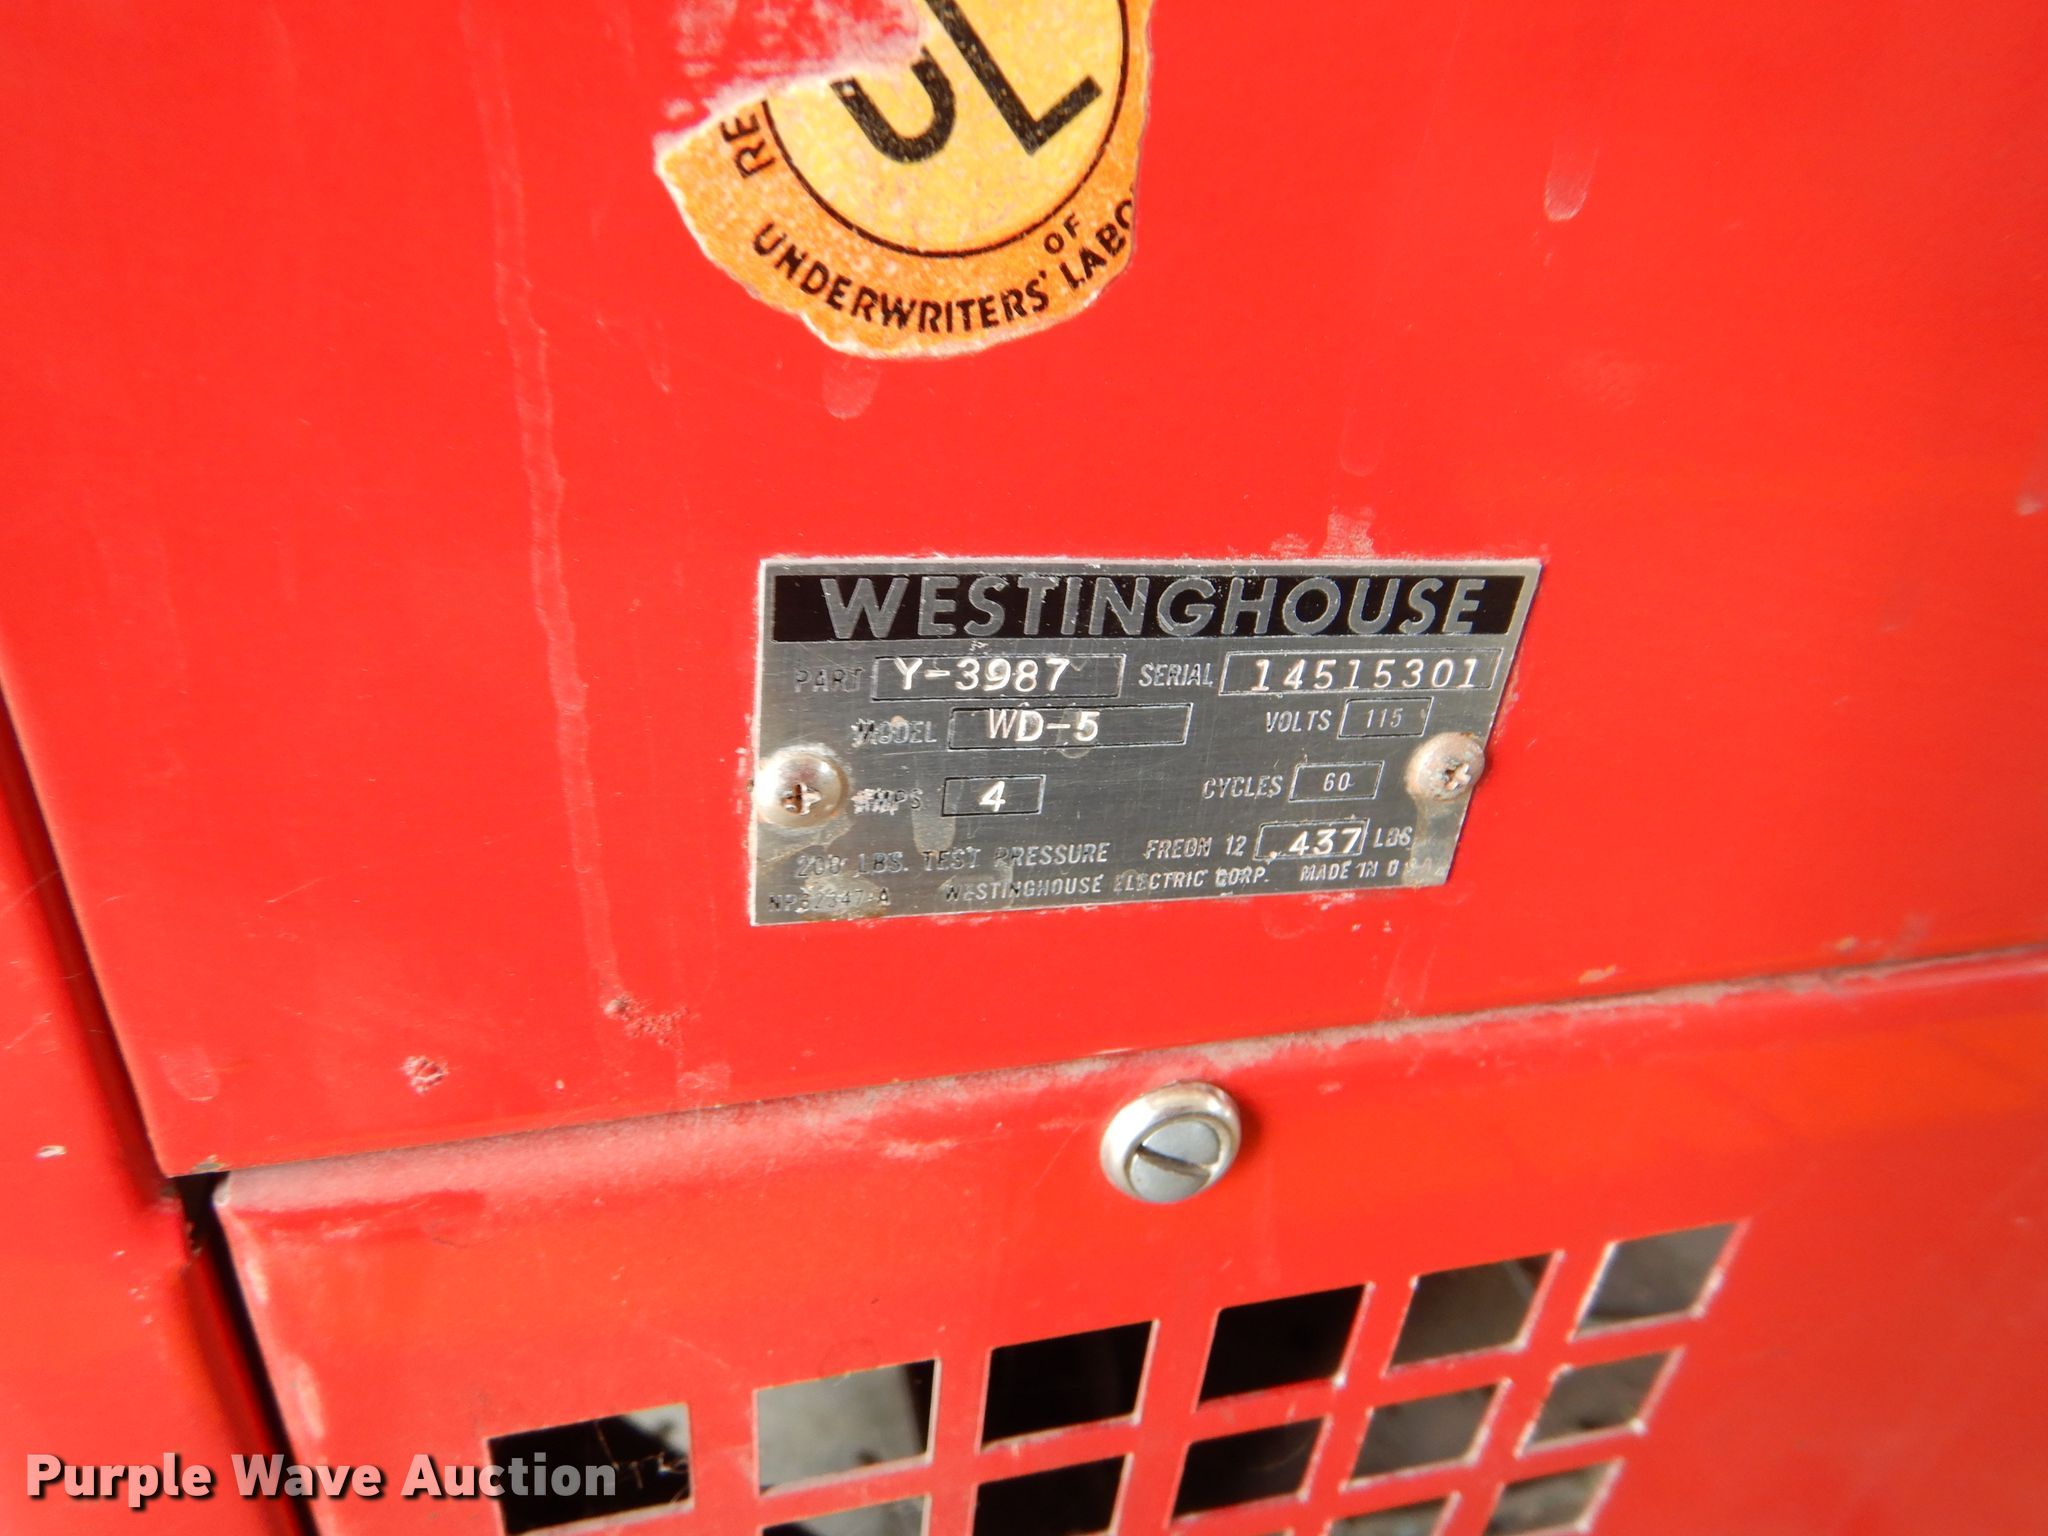 UL
RE
OF
UNDERWRITERS' LABO
WESTINGHOUSE
PART Y-3987 SERIAL 14515301
MODEL WD-5 VOLTS 115
AMPS 4 CYCLES 60
LBS. TEST PRESSURE FREON 12 .437 LBS
WESTINGHOUSE ELECTRIC CORP. MADE IN
Purple Wave Auction